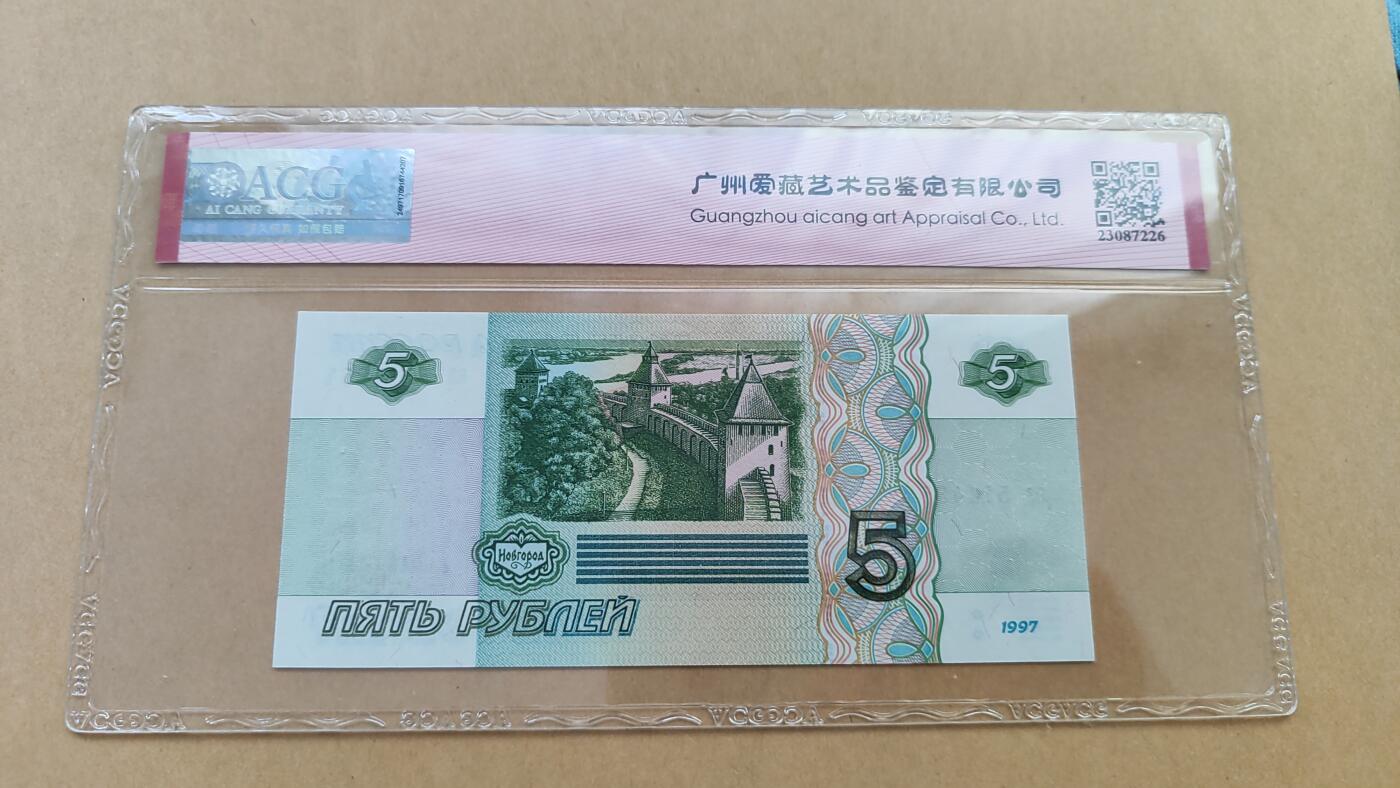 ACG
AI CANG
广州爱藏艺术品鉴定有限公司
Guangzhou aicang art Appraisal Co., Ltd.
23087226
5
5
Новгород
5
ПЯТЬ РУБЛЕЙ
1997